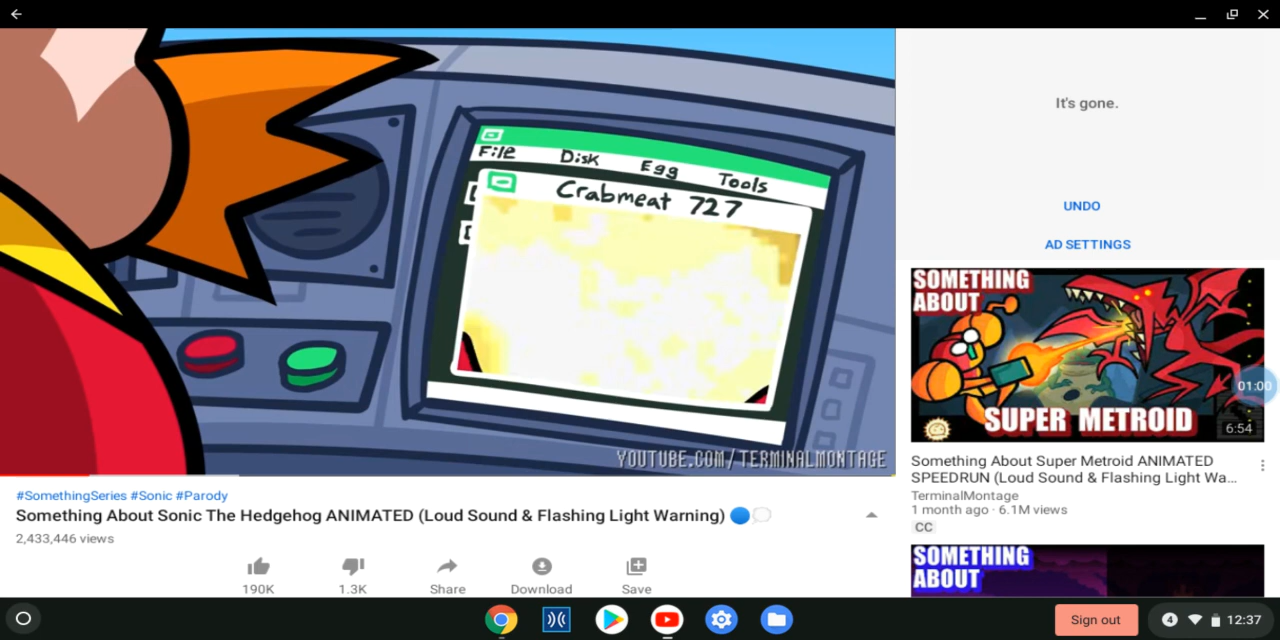 File Disk Egg Tools
Crabmeat 727
YOUTUBE.COM/TERMINALMONTAGE
#SomethingSeries #Sonic #Parody
Something About Sonic The Hedgehog ANIMATED (Loud Sound & Flashing Light Warning) 🔵💭
2,433,446 views
190K 1.3K Share Download Save
It's gone.
UNDO
AD SETTINGS
SOMETHING
ABOUT
SUPER METROID
01:00
6:54
Something About Super Metroid ANIMATED
SPEEDRUN (Loud Sound & Flashing Light Wa...
TerminalMontage
1 month ago · 6.1M views
CC
SOMETHING
ABOUT
Sign out 4 12:37